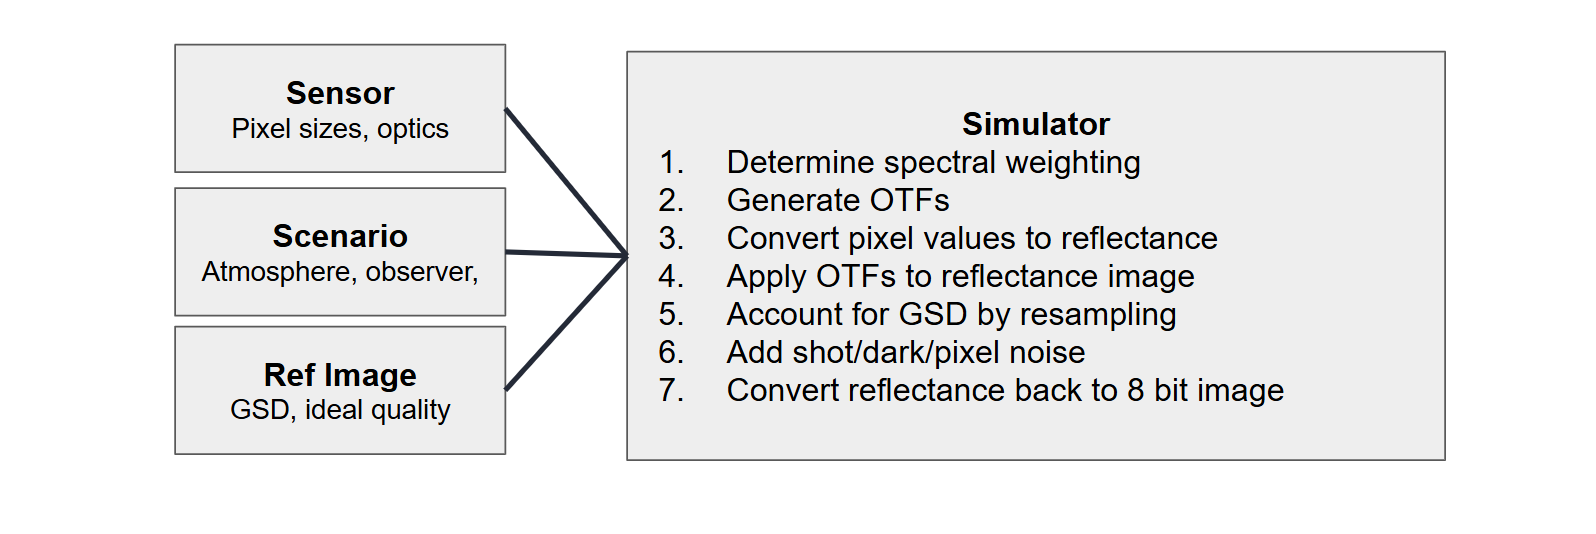 Sensor
Pixel sizes, optics
Scenario
Atmosphere, observer,
Ref Image
GSD, ideal quality
Simulator
1. Determine spectral weighting
2. Generate OTFs
3. Convert pixel values to reflectance
4. Apply OTFs to reflectance image
5. Account for GSD by resampling
6. Add shot/dark/pixel noise
7. Convert reflectance back to 8 bit image